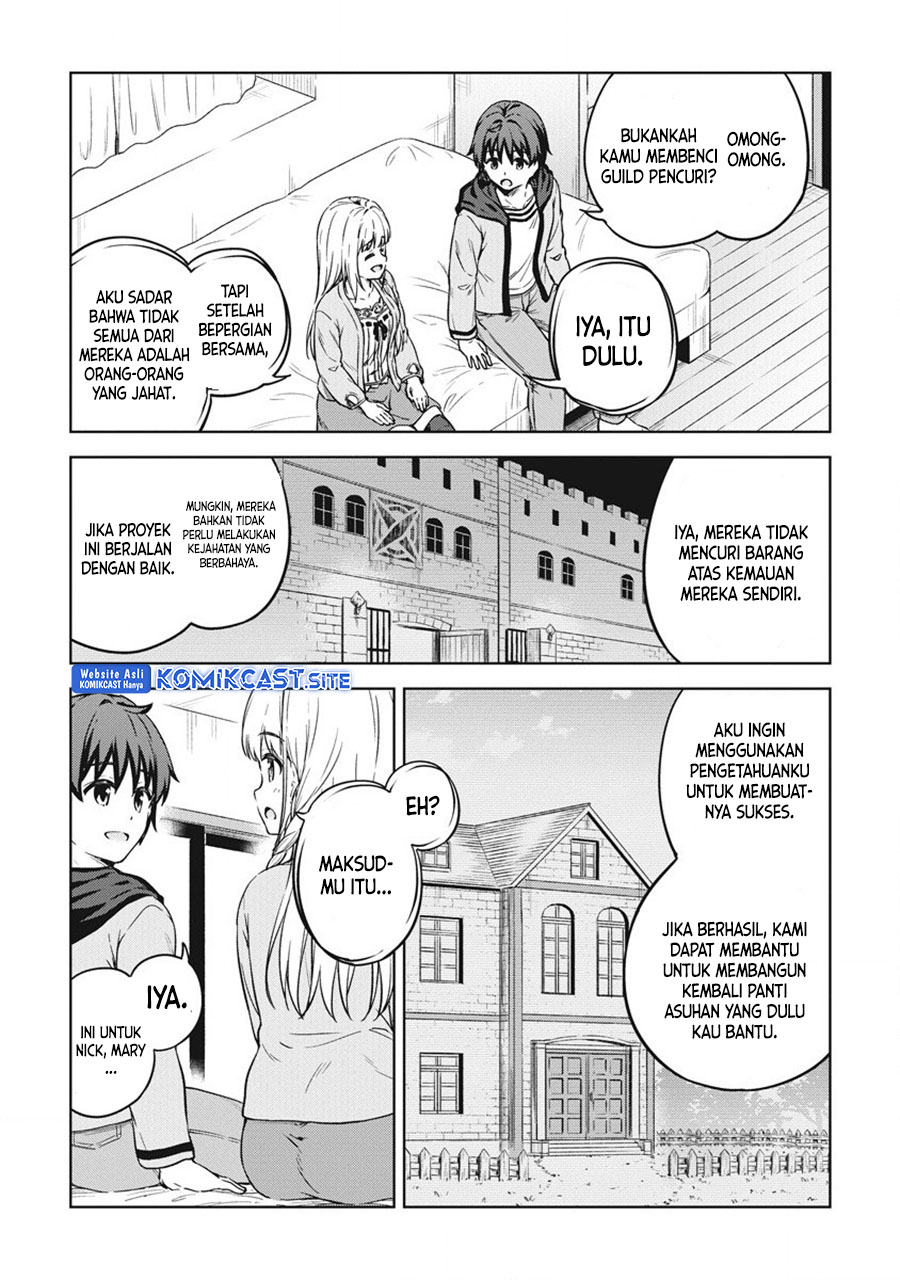 OMONG-
OMONG.
BUKANKAH
KAMU MEMBENCI
GUILD PENCURI?
IYA, ITU
DULU.
TAPI
SETELAH
BEPERGIAN
BERSAMA,
AKU SADAR
BAHWA TIDAK
SEMUA DARI
MEREKA ADALAH
ORANG-ORANG
YANG JAHAT.
IYA, MEREKA TIDAK
MENCURI BARANG
ATAS KEMAUAN
MEREKA SENDIRI.
MUNGKIN, MEREKA
BAHKAN TIDAK
PERLU MELAKUKAN
KEJAHATAN YANG
BERBAHAYA.
JIKA PROYEK
INI BERJALAN
DENGAN BAIK.
Website Asli
KOMIKCAST Hanya
KOMIKCAST.SITE
AKU INGIN
MENGGUNAKAN
PENGETAHUANKU
UNTUK MEMBUAT-
NYA SUKSES.
JIKA BERHASIL, KAMI
DAPAT MEMBANTU
UNTUK MEMBANGUN
KEMBALI PANTI
ASUHAN YANG DULU
KAU BANTU.
EH?
MAKSUD-
MU ITU...
IYA.
INI UNTUK
NICK, MARY
...